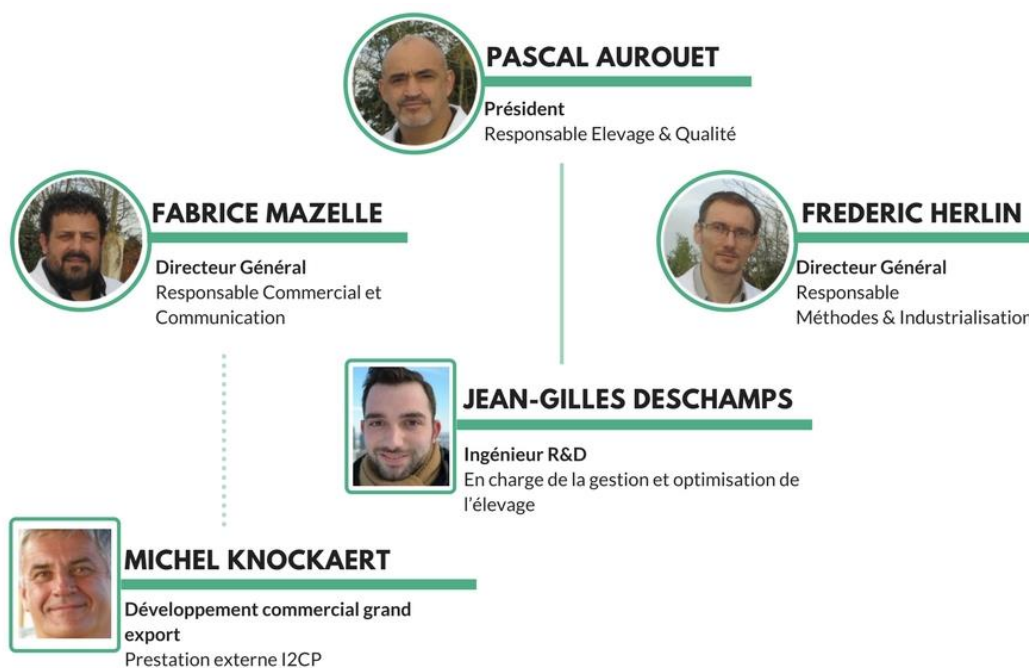 PASCAL AUROUET
Président
Responsable Elevage & Qualité
FABRICE MAZELLE
Directeur Général
Responsable Commercial et
Communication
FREDERIC HERLIN
Directeur Général
Responsable
Méthodes & Industrialisation
JEAN-GILLES DESCHAMPS
Ingénieur R&D
En charge de la gestion et optimisation de
l'élevage
MICHEL KNOCKAERT
Développement commercial grand
export
Prestation externe I2CP